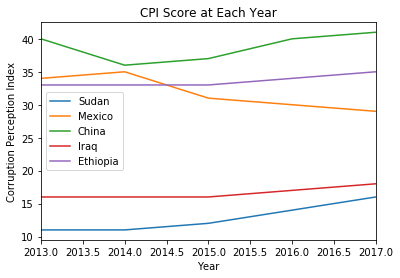 CPI Score at Each Year
Corruption Perception Index
40
35
30
25
20
15
10
Sudan
Mexico
China
Iraq
Ethiopia
2013.0 2013.5 2014.0 2014.5 2015.0 2015.5 2016.0 2016.5 2017.0
Year